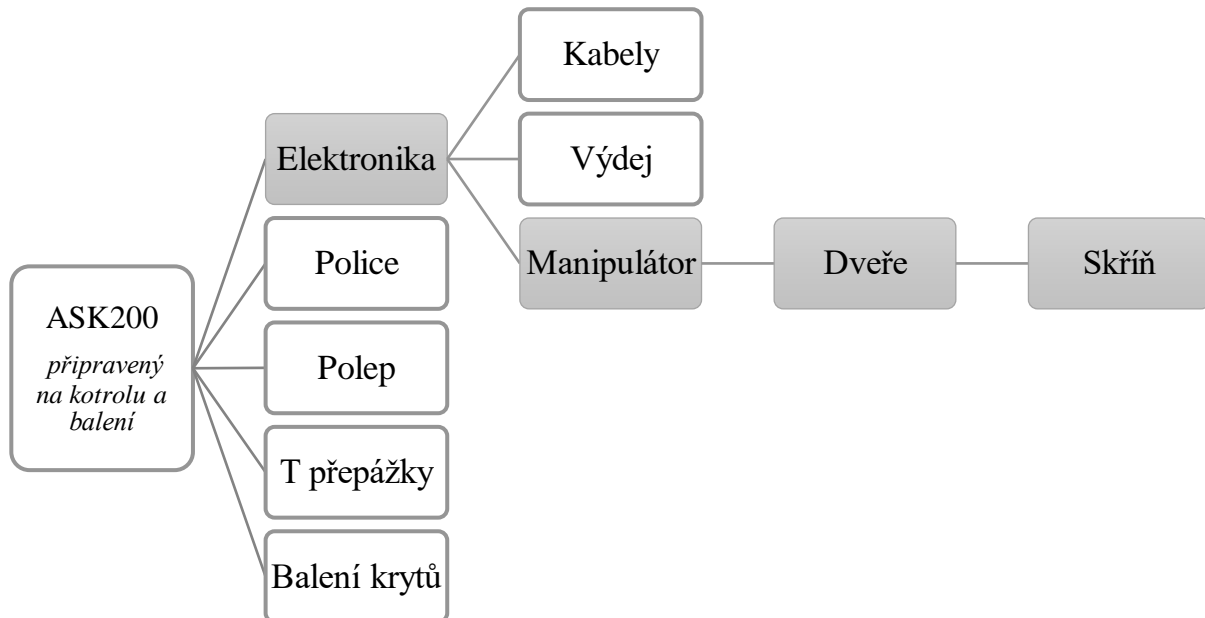 Kabely
Elektronika
Výdej
Police
Manipulátor
Dveře
Skříň
ASK200
připravený
na kotrolu a
balení
Polep
T přepážky
Balení krytů